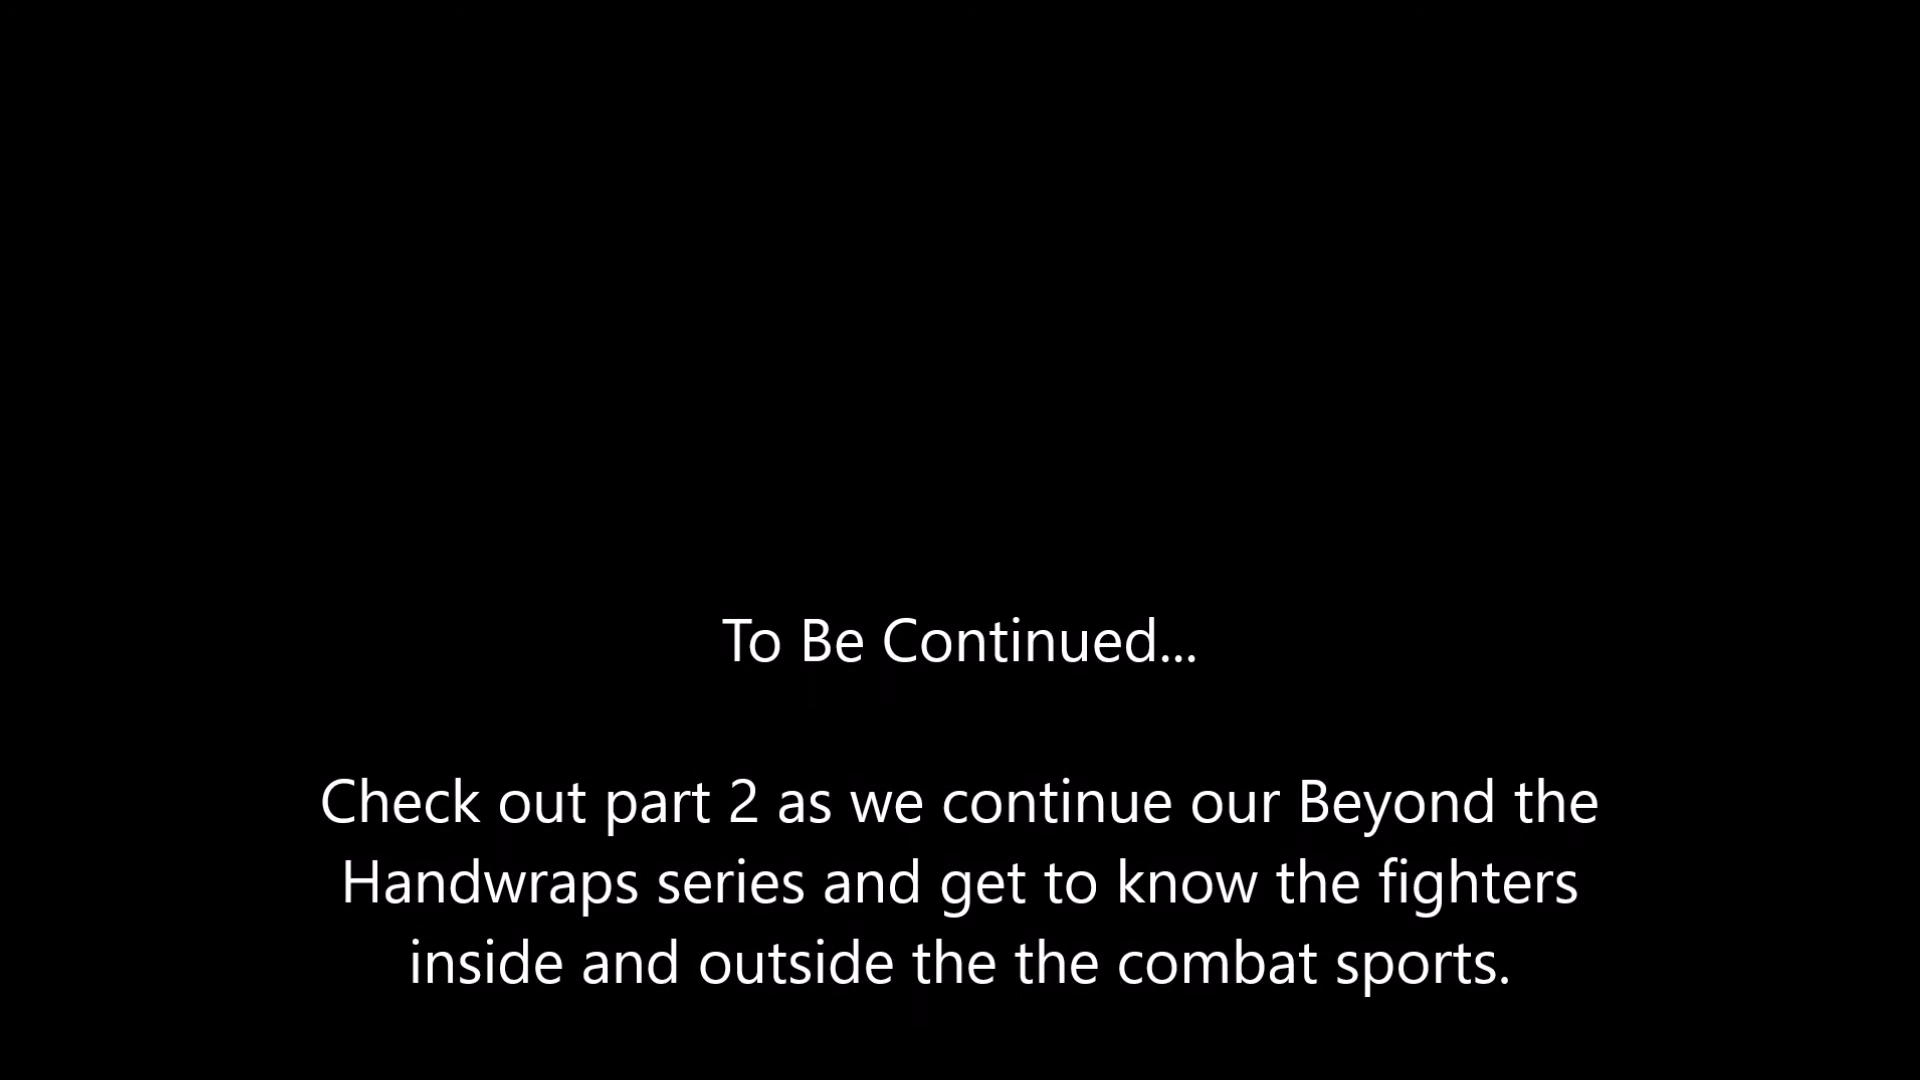 To Be Continued...
Check out part 2 as we continue our Beyond the
Handwraps series and get to know the fighters
inside and outside the the combat sports.